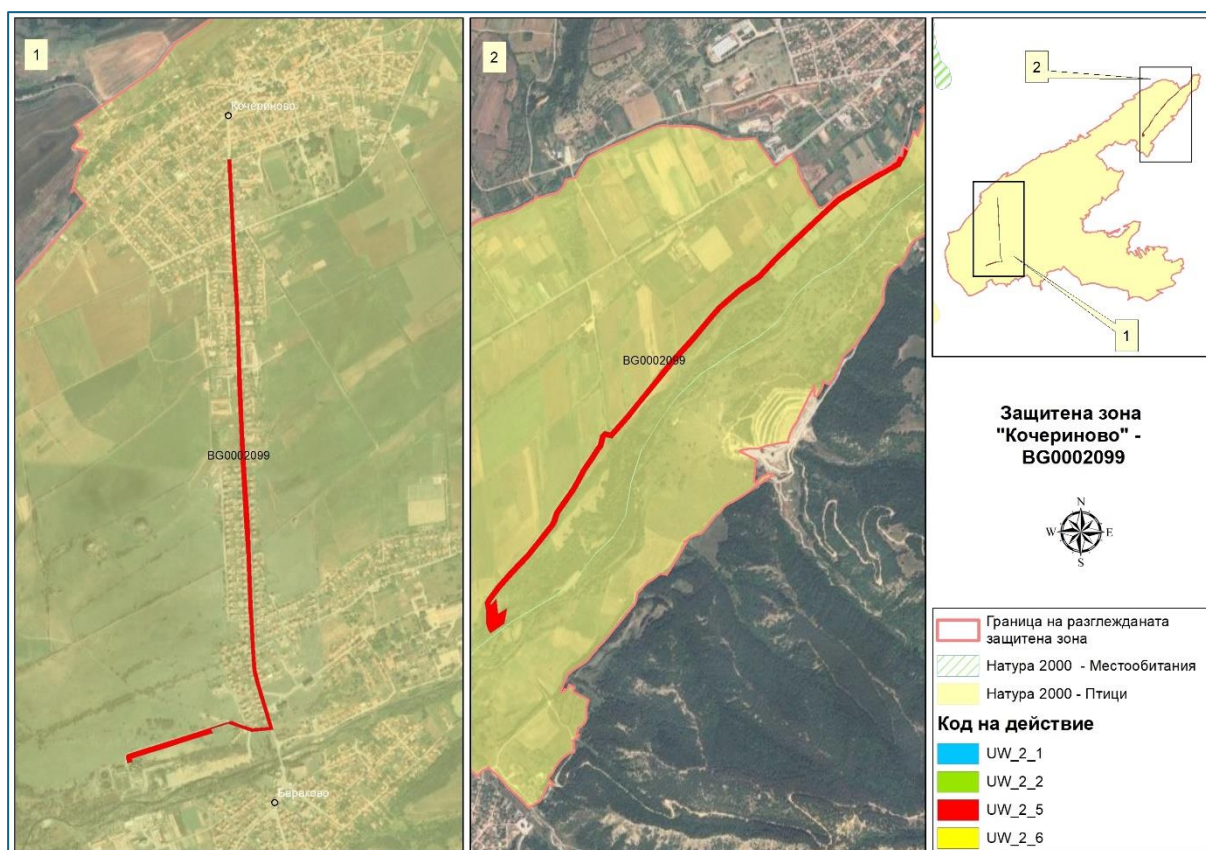 1
Кочериново
BG0002099
Бараково
2
BG0002099
2
1
Защитена зона
"Кочериново" -
BG0002099
N
W E
S
Граница на разглежданата
защитена зона
Натура 2000 - Местообитания
Натура 2000 - Птици
Код на действие
UW_2_1
UW_2_2
UW_2_5
UW_2_6